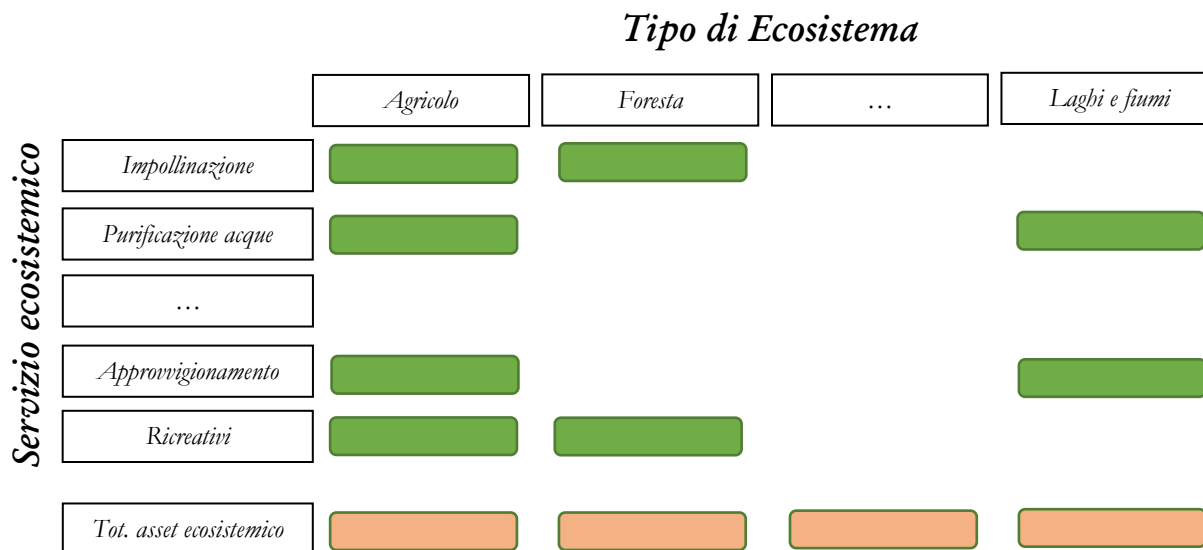 Tipo di Ecosistema
Agricolo
Foresta
…
Laghi e fiumi
Servizio ecosistemico
Impollinazione
Purificazione acque
…
Approvvigionamento
Ricreativi
Tot. asset ecosistemico